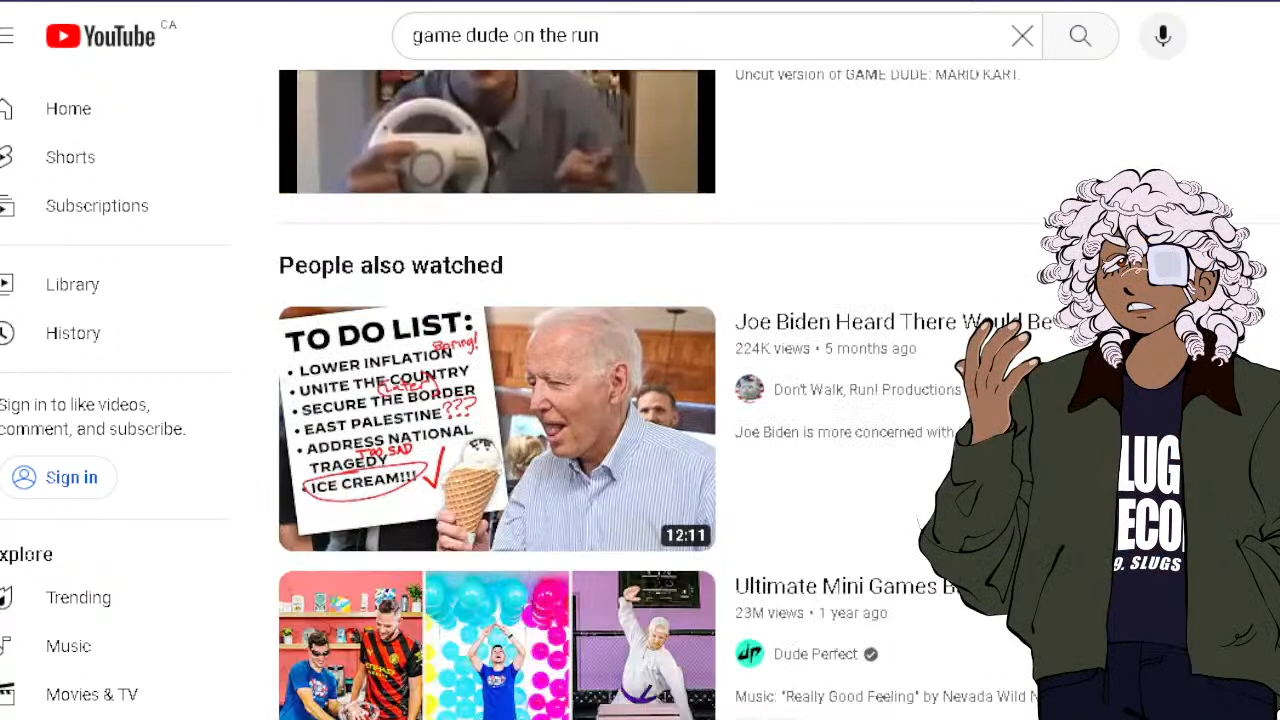 YouTube CA
game dude on the run
Uncut version of GAME DUDE: MARIO KART.
Home
Shorts
Subscriptions
Library
History
Sign in to like videos,
comment, and subscribe.
Sign in
xplore
Trending
Music
Movies & TV
People also watched
TO DO LIST:
Boring!
• LOWER INFLATION
• UNITE THE COUNTRY
(Later)
• SECURE THE BORDER
• EAST PALESTINE ???
• ADDRESS NATIONAL
TRAGEDY
TOO SAD
• ICE CREAM!!!
12:11
Joe Biden Heard There Would Be
224K views • 5 months ago
Don't Walk, Run! Productions
Joe Biden is more concerned with
Ultimate Mini Games
23M views • 1 year ago
dp Dude Perfect
Music: "Really Good Feeling" by Nevada Wild
LUG
ECO
9. SLUGS